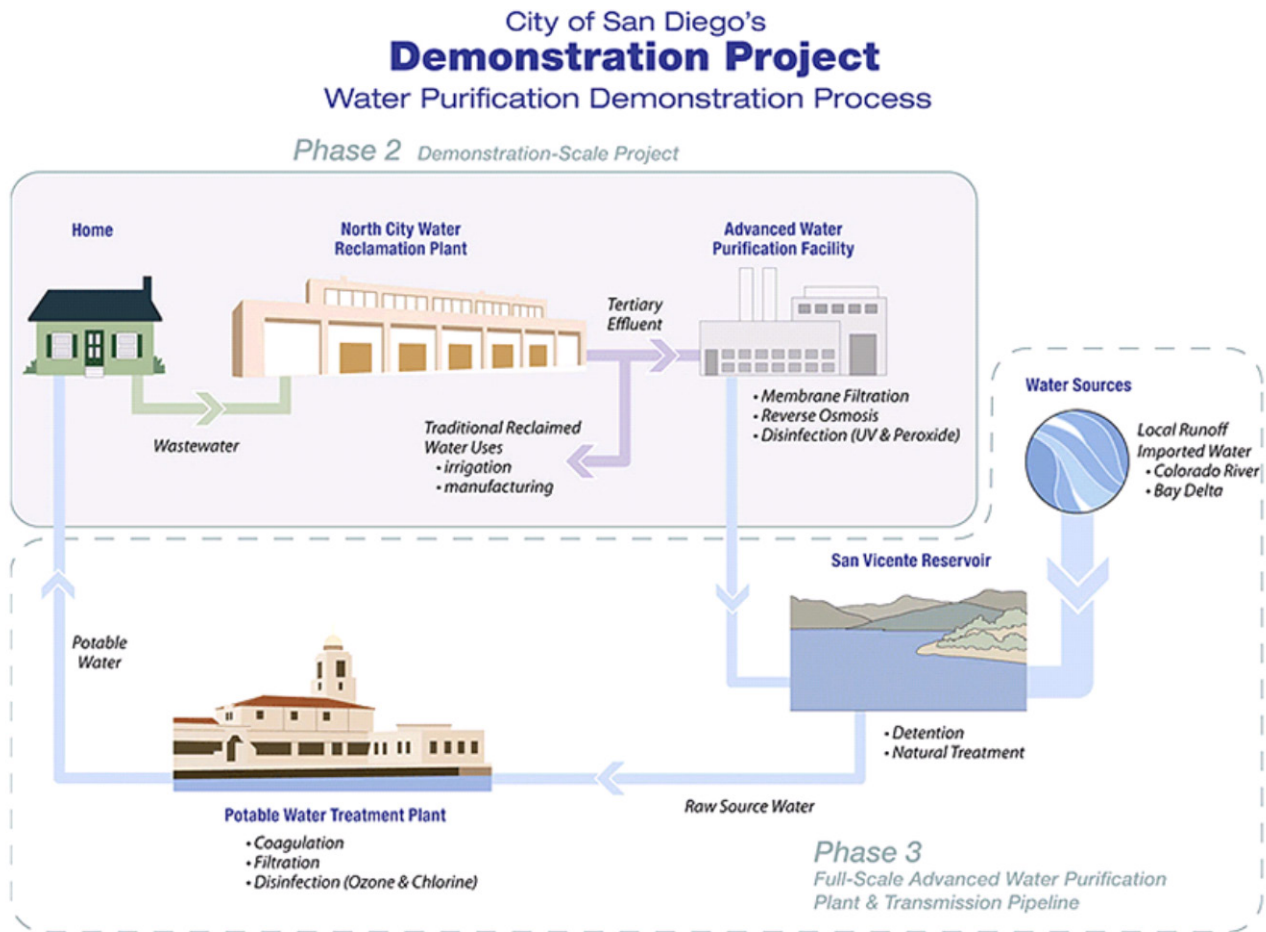 City of San Diego's
Demonstration Project
Water Purification Demonstration Process
Phase 2 Demonstration-Scale Project
Home
North City Water
Reclamation Plant
Advanced Water
Purification Facility
Tertiary
Effluent
Wastewater
Traditional Reclaimed
Water Uses
• irrigation
• manufacturing
• Membrane Filtration
• Reverse Osmosis
• Disinfection (UV & Peroxide)
Water Sources
Local Runoff
Imported Water
• Colorado River
• Bay Delta
San Vicente Reservoir
• Detention
• Natural Treatment
Potable
Water
Raw Source Water
Potable Water Treatment Plant
• Coagulation
• Filtration
• Disinfection (Ozone & Chlorine)
Phase 3
Full-Scale Advanced Water Purification
Plant & Transmission Pipeline